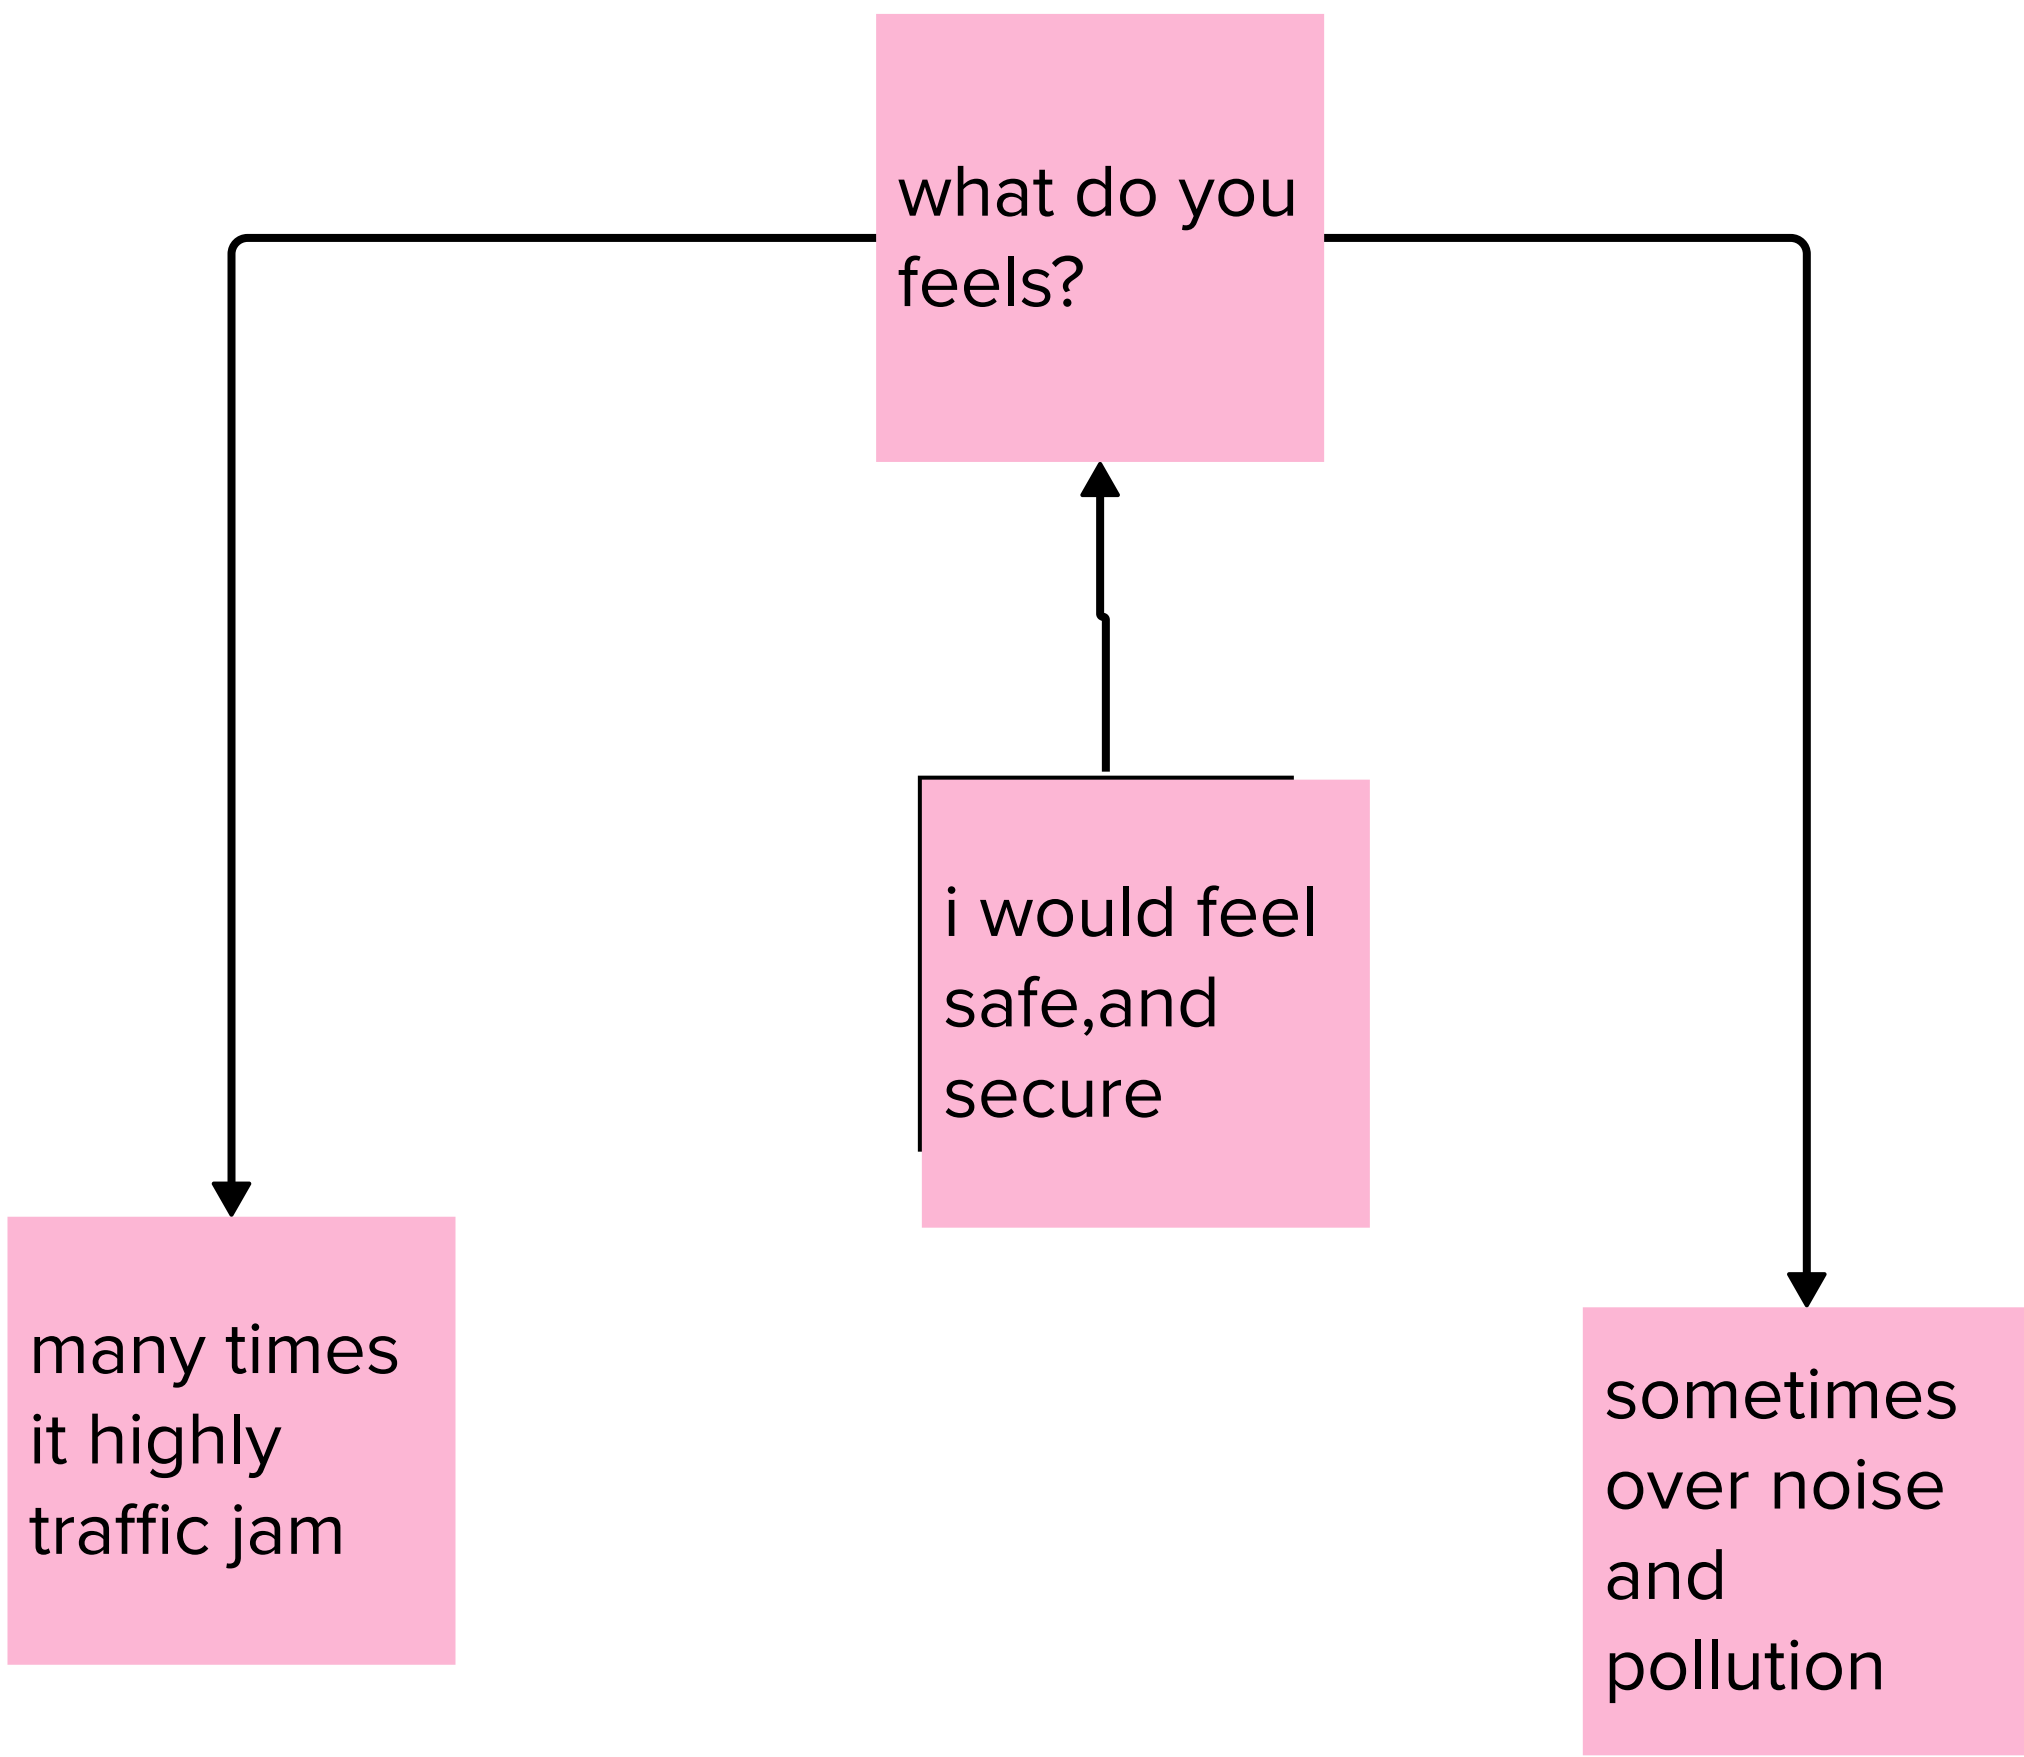 what do you
feels?
i would feel
safe,and
secure
many times
it highly
traffic jam
sometimes
over noise
and
pollution